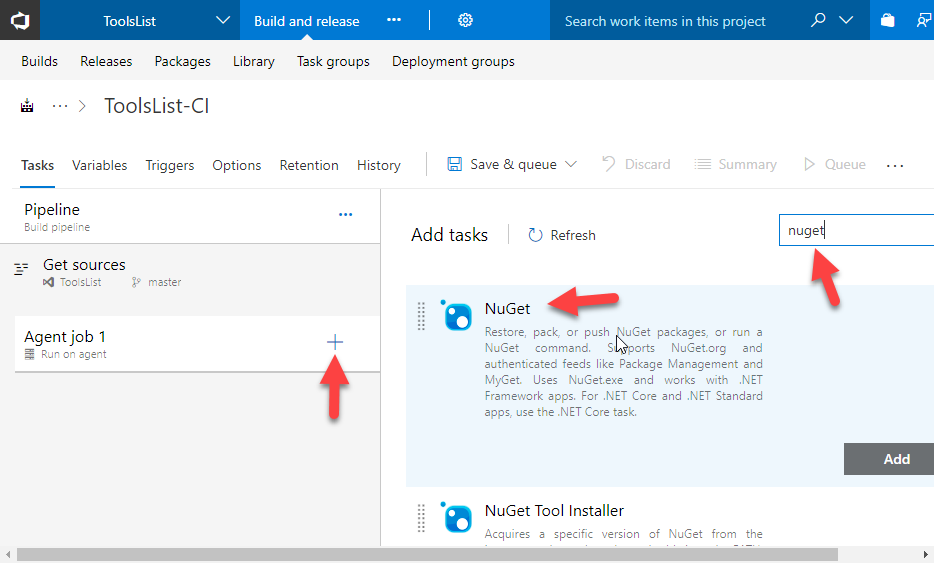 ToolsList
Build and release
Search work items in this project
Builds Releases Packages Library Task groups Deployment groups
ToolsList-CI
Tasks Variables Triggers Options Retention History Save & queue Discard Summary Queue
Pipeline
Build pipeline
Get sources
ToolsList master
Agent job 1
Run on agent
Add tasks Refresh nuget
NuGet
Restore, pack, or push NuGet packages, or run a
NuGet command. Supports NuGet.org and
authenticated feeds like Package Management and
MyGet. Uses NuGet.exe and works with .NET
Framework apps. For .NET Core and .NET Standard
apps, use the .NET Core task.
Add
NuGet Tool Installer
Acquires a specific version of NuGet from the